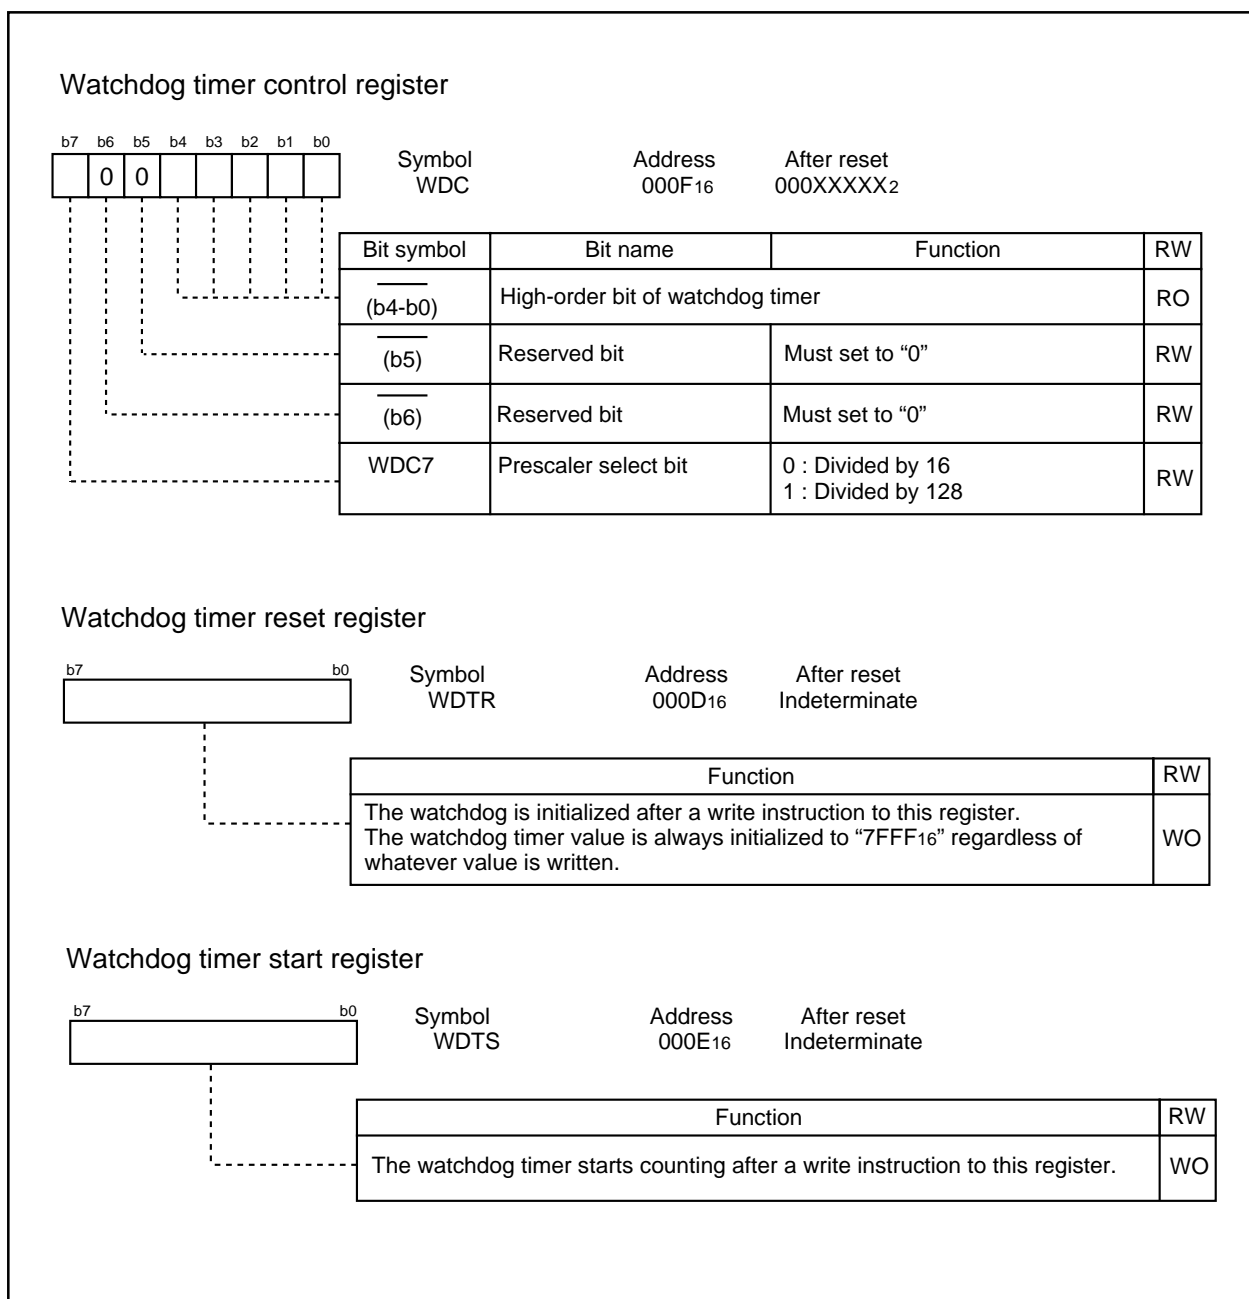 Watchdog timer control register
b7 b6 b5 b4 b3 b2 b1 b0
0 0
Symbol Address After reset
WDC 000F16 000XXXXX2
Bit symbol Bit name Function RW
(b4-b0) High-order bit of watchdog timer RO
(b5) Reserved bit Must set to “0” RW
(b6) Reserved bit Must set to “0” RW
WDC7 Prescaler select bit 0 : Divided by 16
1 : Divided by 128 RW
Watchdog timer reset register
b7 b0
Symbol Address After reset
WDTR 000D16 Indeterminate
Function RW
The watchdog is initialized after a write instruction to this register.
The watchdog timer value is always initialized to “7FFF16” regardless of
whatever value is written.
WO
Watchdog timer start register
b7 b0
Symbol Address After reset
WDTS 000E16 Indeterminate
Function RW
The watchdog timer starts counting after a write instruction to this register. WO